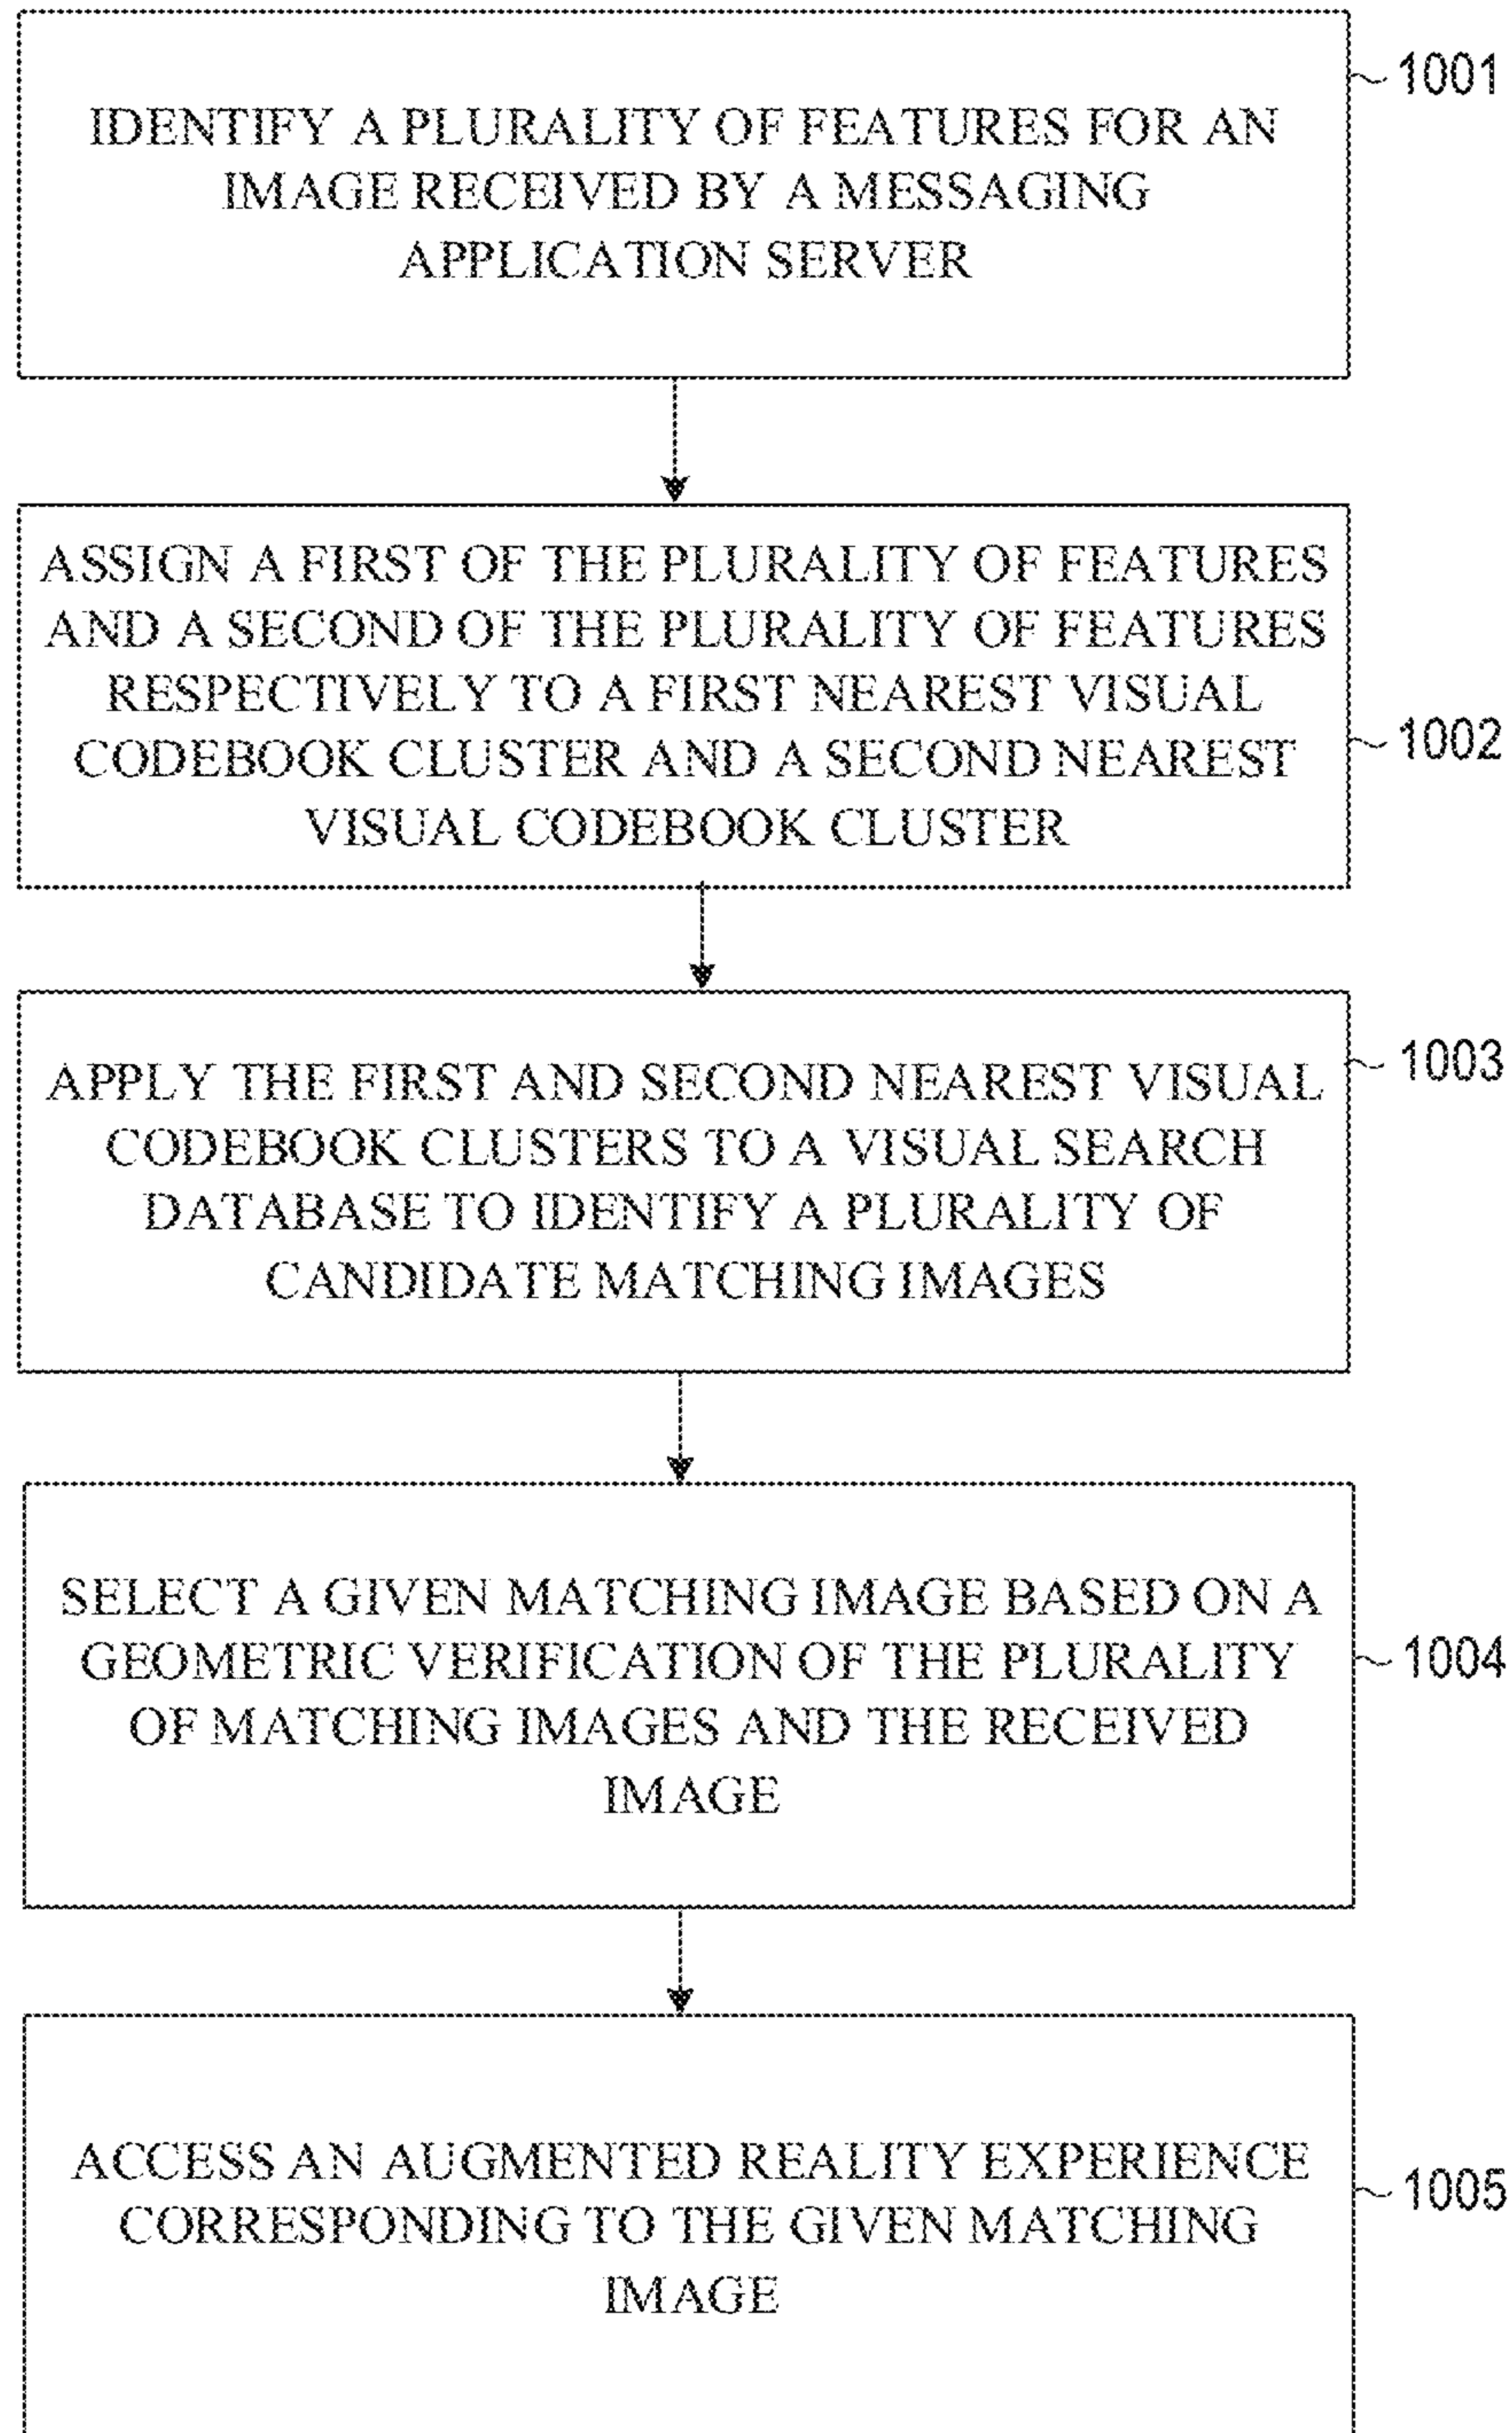 IDENTIFY A PLURALITY OF FEATURES FOR AN
IMAGE RECEIVED BY A MESSAGING
APPLICATION SERVER
1001
ASSIGN A FIRST OF THE PLURALITY OF FEATURES
AND A SECOND OF THE PLURALITY OF FEATURES
RESPECTIVELY TO A FIRST NEAREST VISUAL
CODEBOOK CLUSTER AND A SECOND NEAREST
VISUAL CODEBOOK CLUSTER
1002
APPLY THE FIRST AND SECOND NEAREST VISUAL
CODEBOOK CLUSTERS TO A VISUAL SEARCH
DATABASE TO IDENTIFY A PLURALITY OF
CANDIDATE MATCHING IMAGES
1003
SELECT A GIVEN MATCHING IMAGE BASED ON A
GEOMETRIC VERIFICATION OF THE PLURALITY
OF MATCHING IMAGES AND THE RECEIVED
IMAGE
1004
ACCESS AN AUGMENTED REALITY EXPERIENCE
CORRESPONDING TO THE GIVEN MATCHING
IMAGE
1005